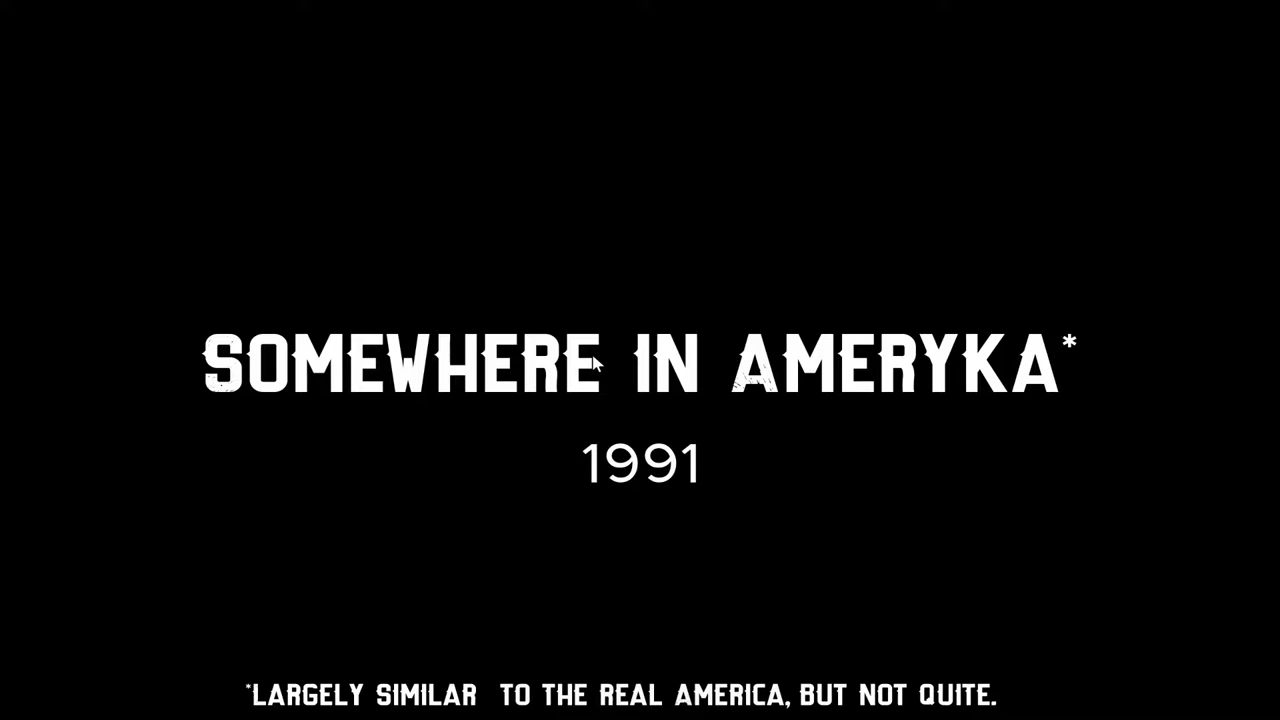 SOMEWHERE IN AMERYKA*
1991
*LARGELY SIMILAR TO THE REAL AMERICA, BUT NOT QUITE.